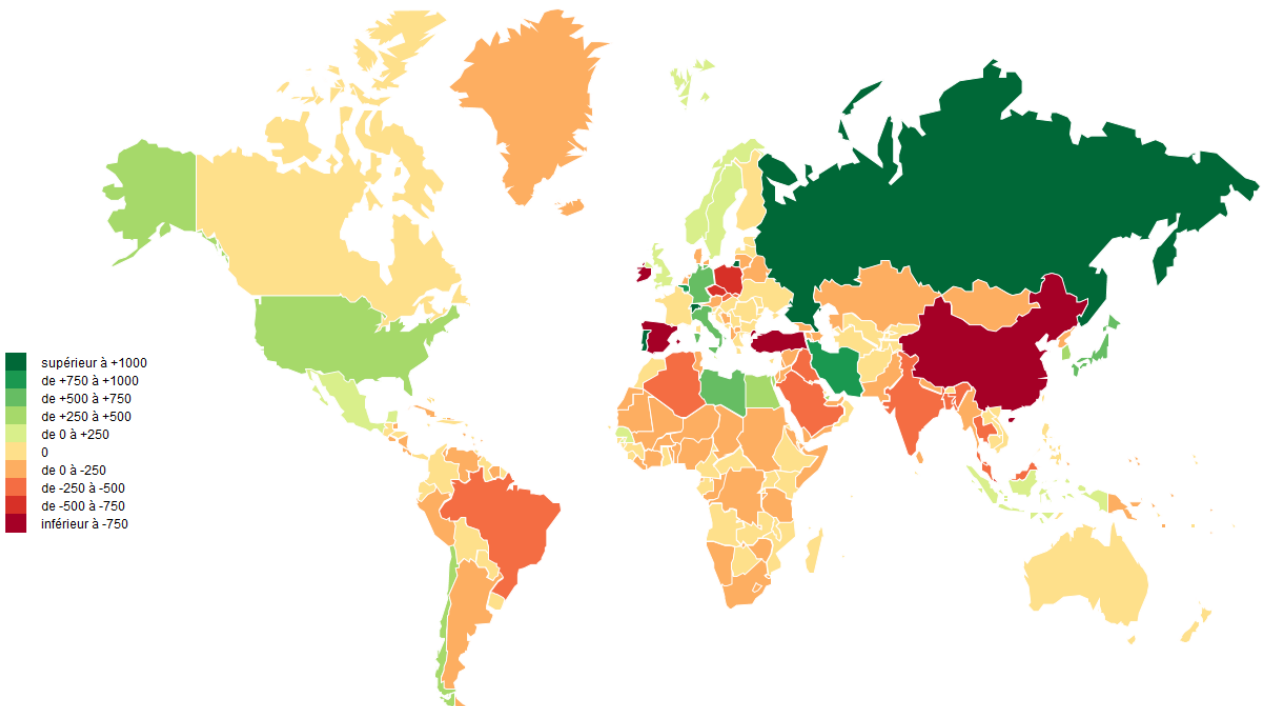 supérieur à +1000
de +750 à +1000
de +500 à +750
de +250 à +500
de 0 à +250
0
de 0 à -250
de -250 à -500
de -500 à -750
inférieur à -750